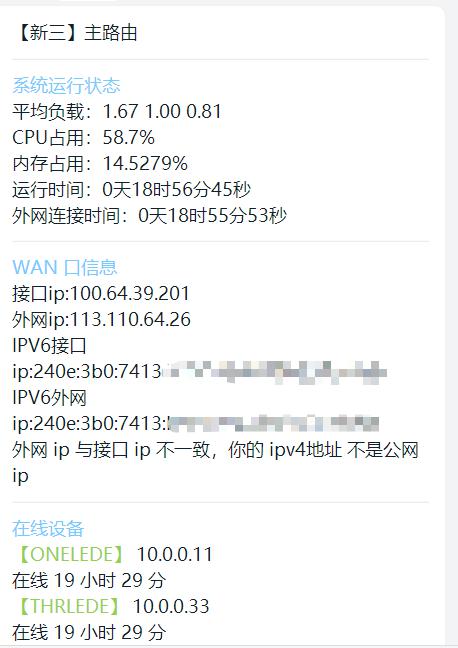 【新三】主路由
系统运行状态
平均负载：1.67 1.00 0.81
CPU占用：58.7%
内存占用：14.5279%
运行时间：0天18时56分45秒
外网连接时间：0天18时55分53秒
WAN 口信息
接口ip:100.64.39.201
外网ip:113.110.64.26
IPV6接口
ip:240e:3b0:7413
IPV6外网
ip:240e:3b0:7413:
外网 ip 与接口 ip 不一致，你的 ipv4地址 不是公网
ip
在线设备
【ONELEDE】 10.0.0.11
在线 19 小时 29 分
【THRLEDE】 10.0.0.33
在线 19 小时 29 分